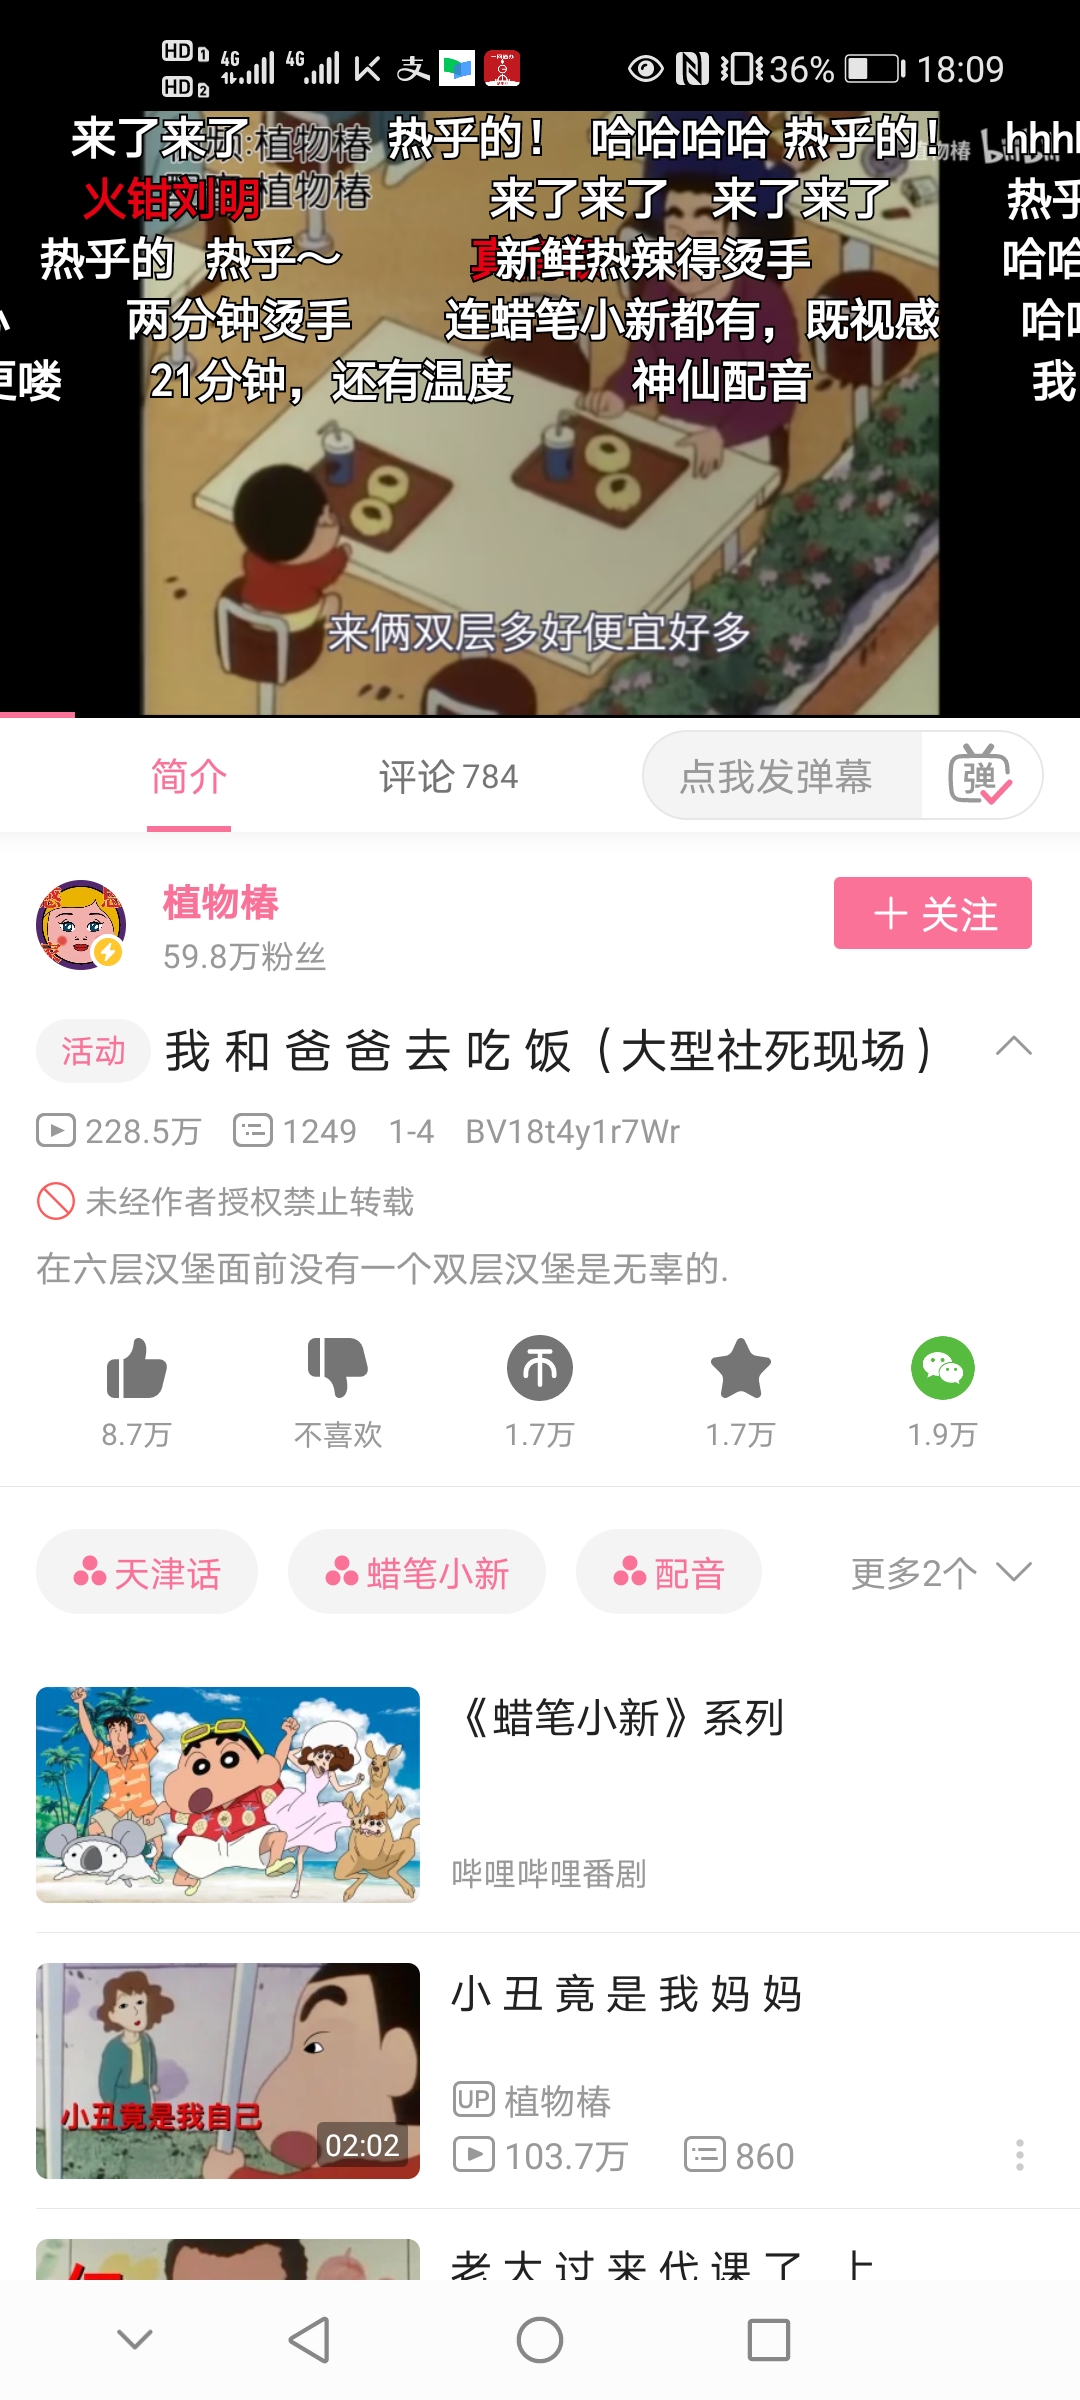 HD 1 4G 4G 36% 18:09
HD 2
来了来了 热乎的! 哈哈哈哈 热乎的! hhh
视频:植物椿 植物椿
火钳刘明 来了来了 来了来了 热乎
植物椿
热乎的 热乎～ 新鲜热辣得烫手 哈哈
两分钟烫手 连蜡笔小新都有，既视感
更喽 21分钟，还有温度 神仙配音 我
来俩双层多好便宜好多
简介 评论784 点我发弹幕 弹
植物椿
59.8万粉丝
+ 关注
活动 我 和 爸 爸 去 吃 饭（大型社死现场）
228.5万 1249 1-4 BV18t4y1r7Wr
未经作者授权禁止转载
在六层汉堡面前没有一个双层汉堡是无辜的.
8.7万 不喜欢 1.7万 1.7万 1.9万
天津话 蜡笔小新 配音 更多2个
《蜡笔小新》系列
哔哩哔哩番剧
小丑竟是我自己
02:02
小 丑 竟 是 我 妈 妈
UP 植物椿
103.7万 860
老 大 过 来 代 课 了 上